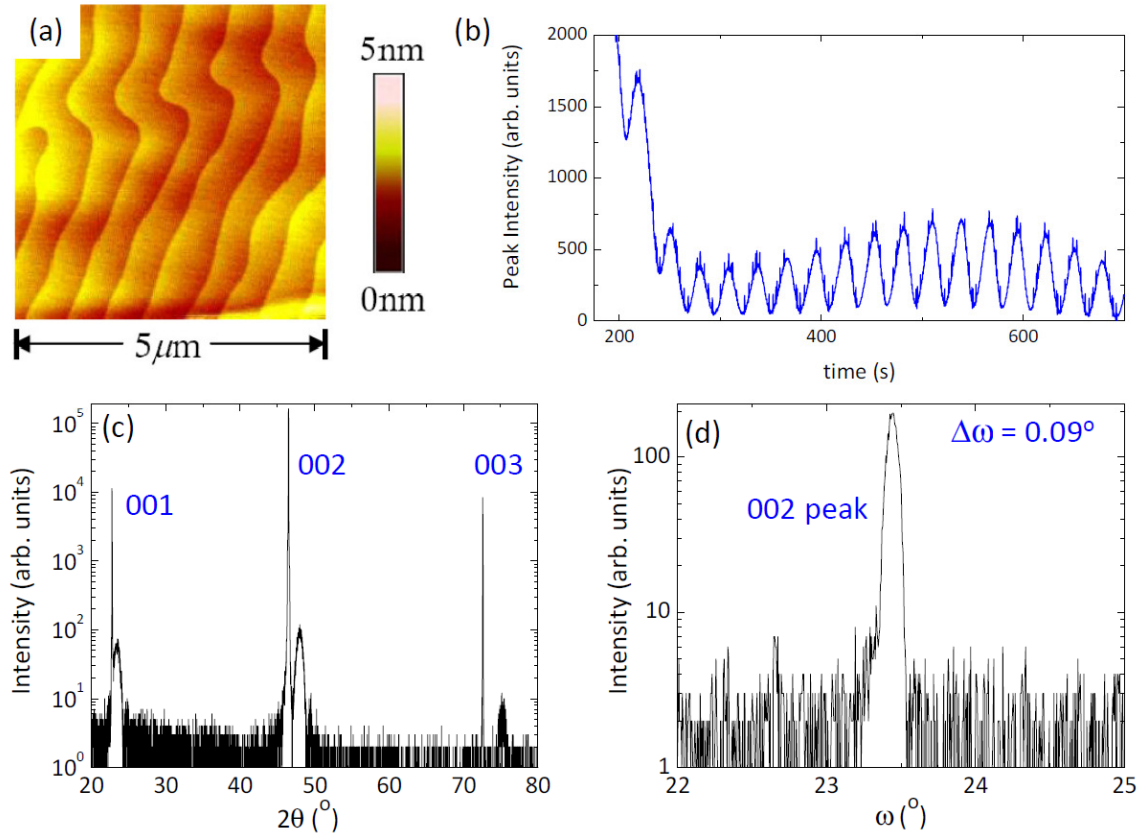 (a)
5nm
0nm
5μm
(b)
Peak Intensity (arb. units)
2000
1500
1000
500
0
200
400
600
time (s)
(c)
001
002
003
Intensity (arb. units)
10^5
10^4
10^3
10^2
10^1
10^0
20
30
40
50
60
70
80
2θ (°)
(d)
Δω = 0.09°
002 peak
Intensity (arb. units)
100
10
1
22
23
24
25
ω (°)